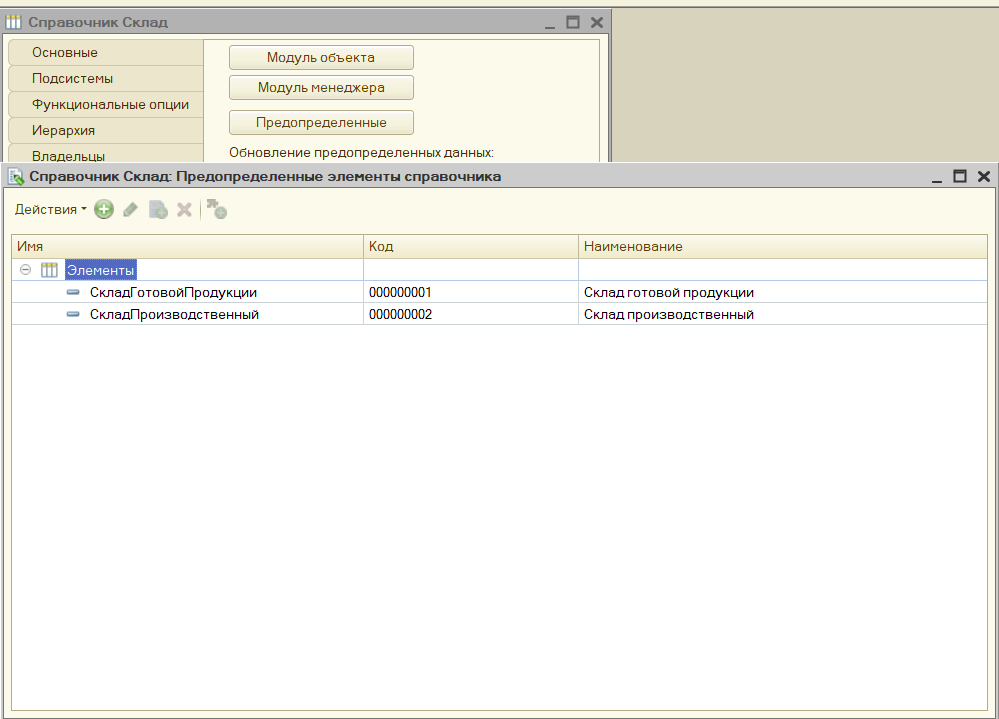 Справочник Склад
Основные
Подсистемы
Функциональные опции
Иерархия
Владельцы
Модуль объекта
Модуль менеджера
Предопределенные
Обновление предопределенных данных:
Справочник Склад: Предопределенные элементы справочника
Действия
Имя Код Наименование
Элементы
СкладГотовойПродукции 000000001 Склад готовой продукции
СкладПроизводственный 000000002 Склад производственный